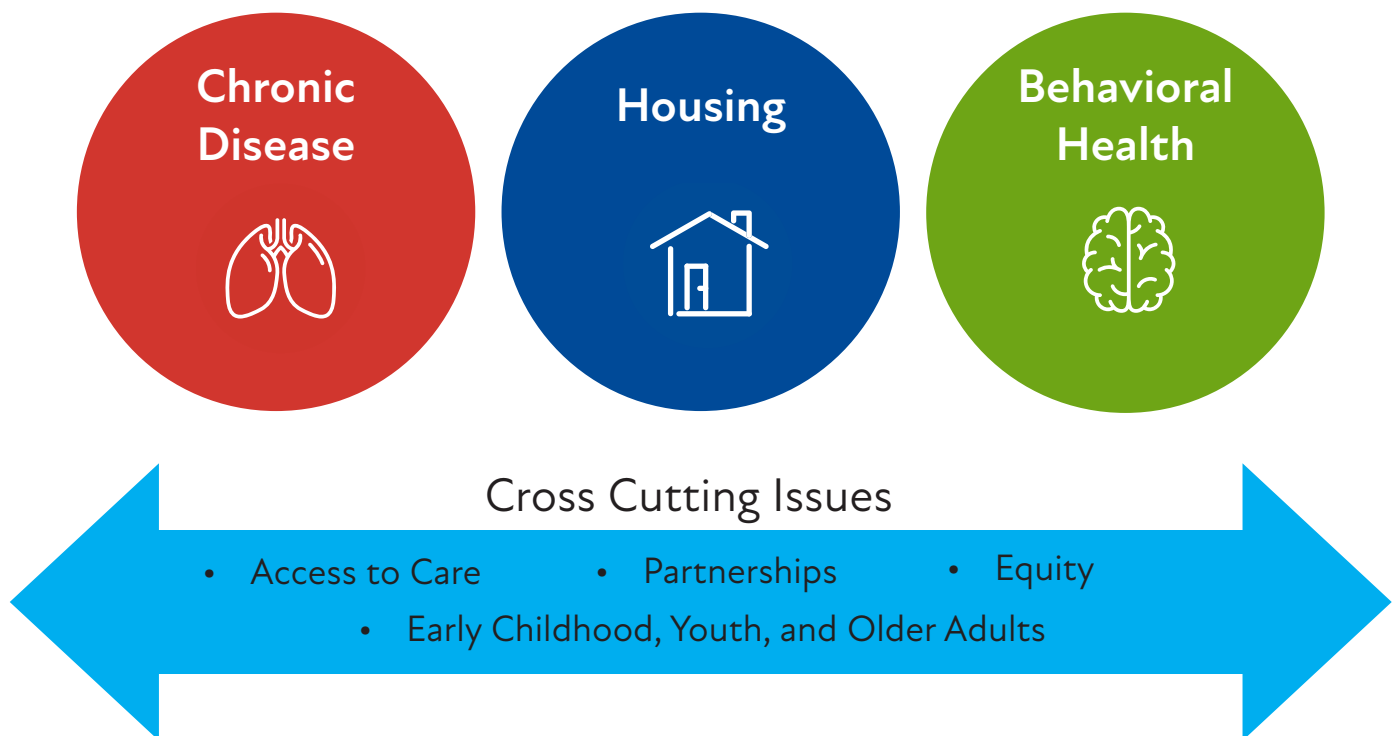 Chronic
Disease
Housing
Behavioral
Health
Cross Cutting Issues
• Access to Care • Partnerships • Equity
• Early Childhood, Youth, and Older Adults